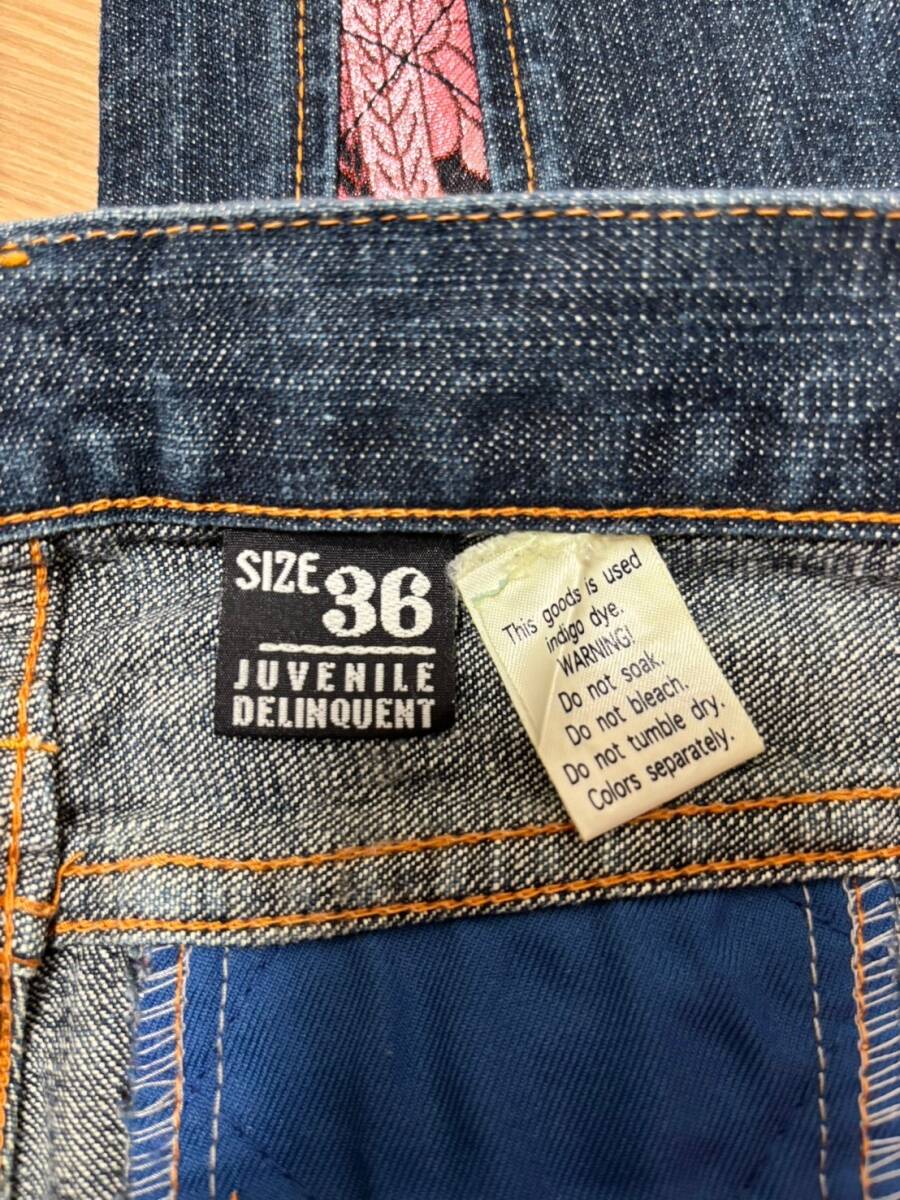 SIZE 36
JUVENILE
DELINQUENT
This goods is used
indigo dye.
WARNING!
Do not soak.
Do not bleach.
Do not tumble dry.
Colors separately.